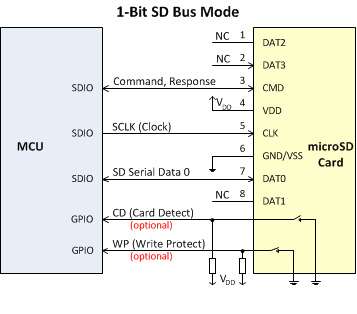 1-Bit SD Bus Mode
NC 1 DAT2
NC 2 DAT3
SDIO Command, Response 3 CMD
VDD 4 VDD
SDIO SCLK (Clock) 5 CLK
MCU
microSD
Card
6 GND/VSS
SDIO SD Serial Data 0 7 DAT0
NC 8 DAT1
GPIO CD (Card Detect)
(optional)
GPIO WP (Write Protect)
(optional)
VDD